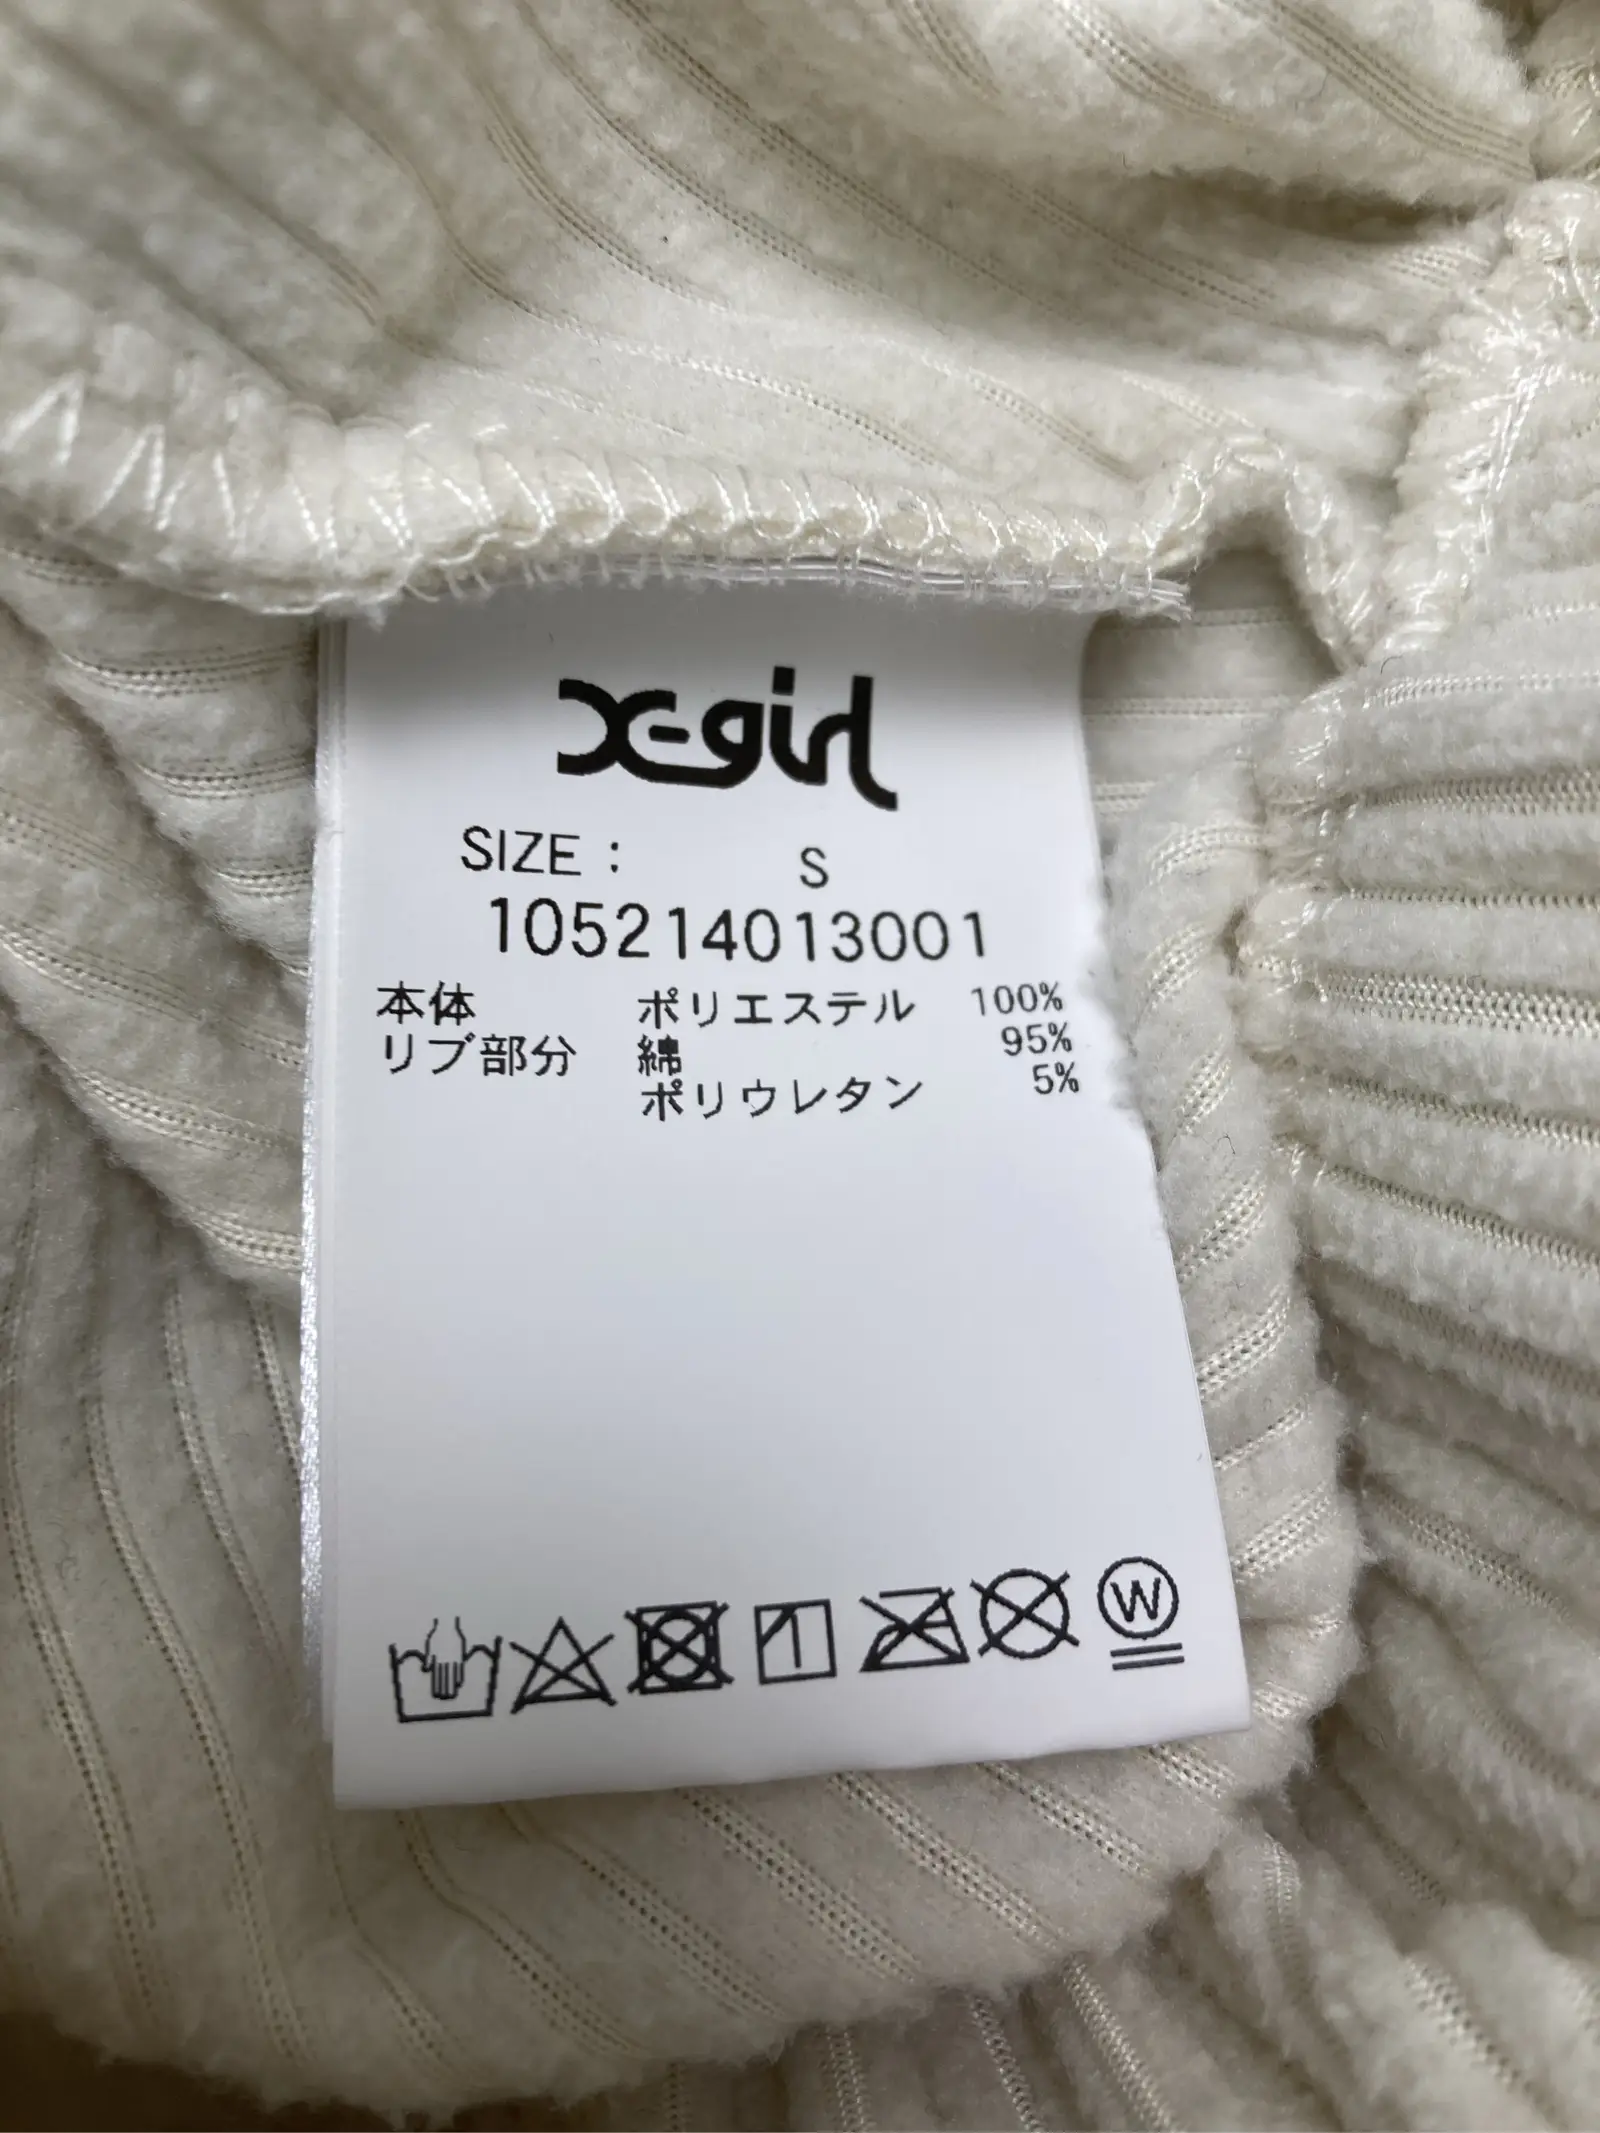 X-girl
SIZE : S
105214013001
本体 ポリエステル 100%
リブ部分 綿 95%
ポリウレタン 5%
W